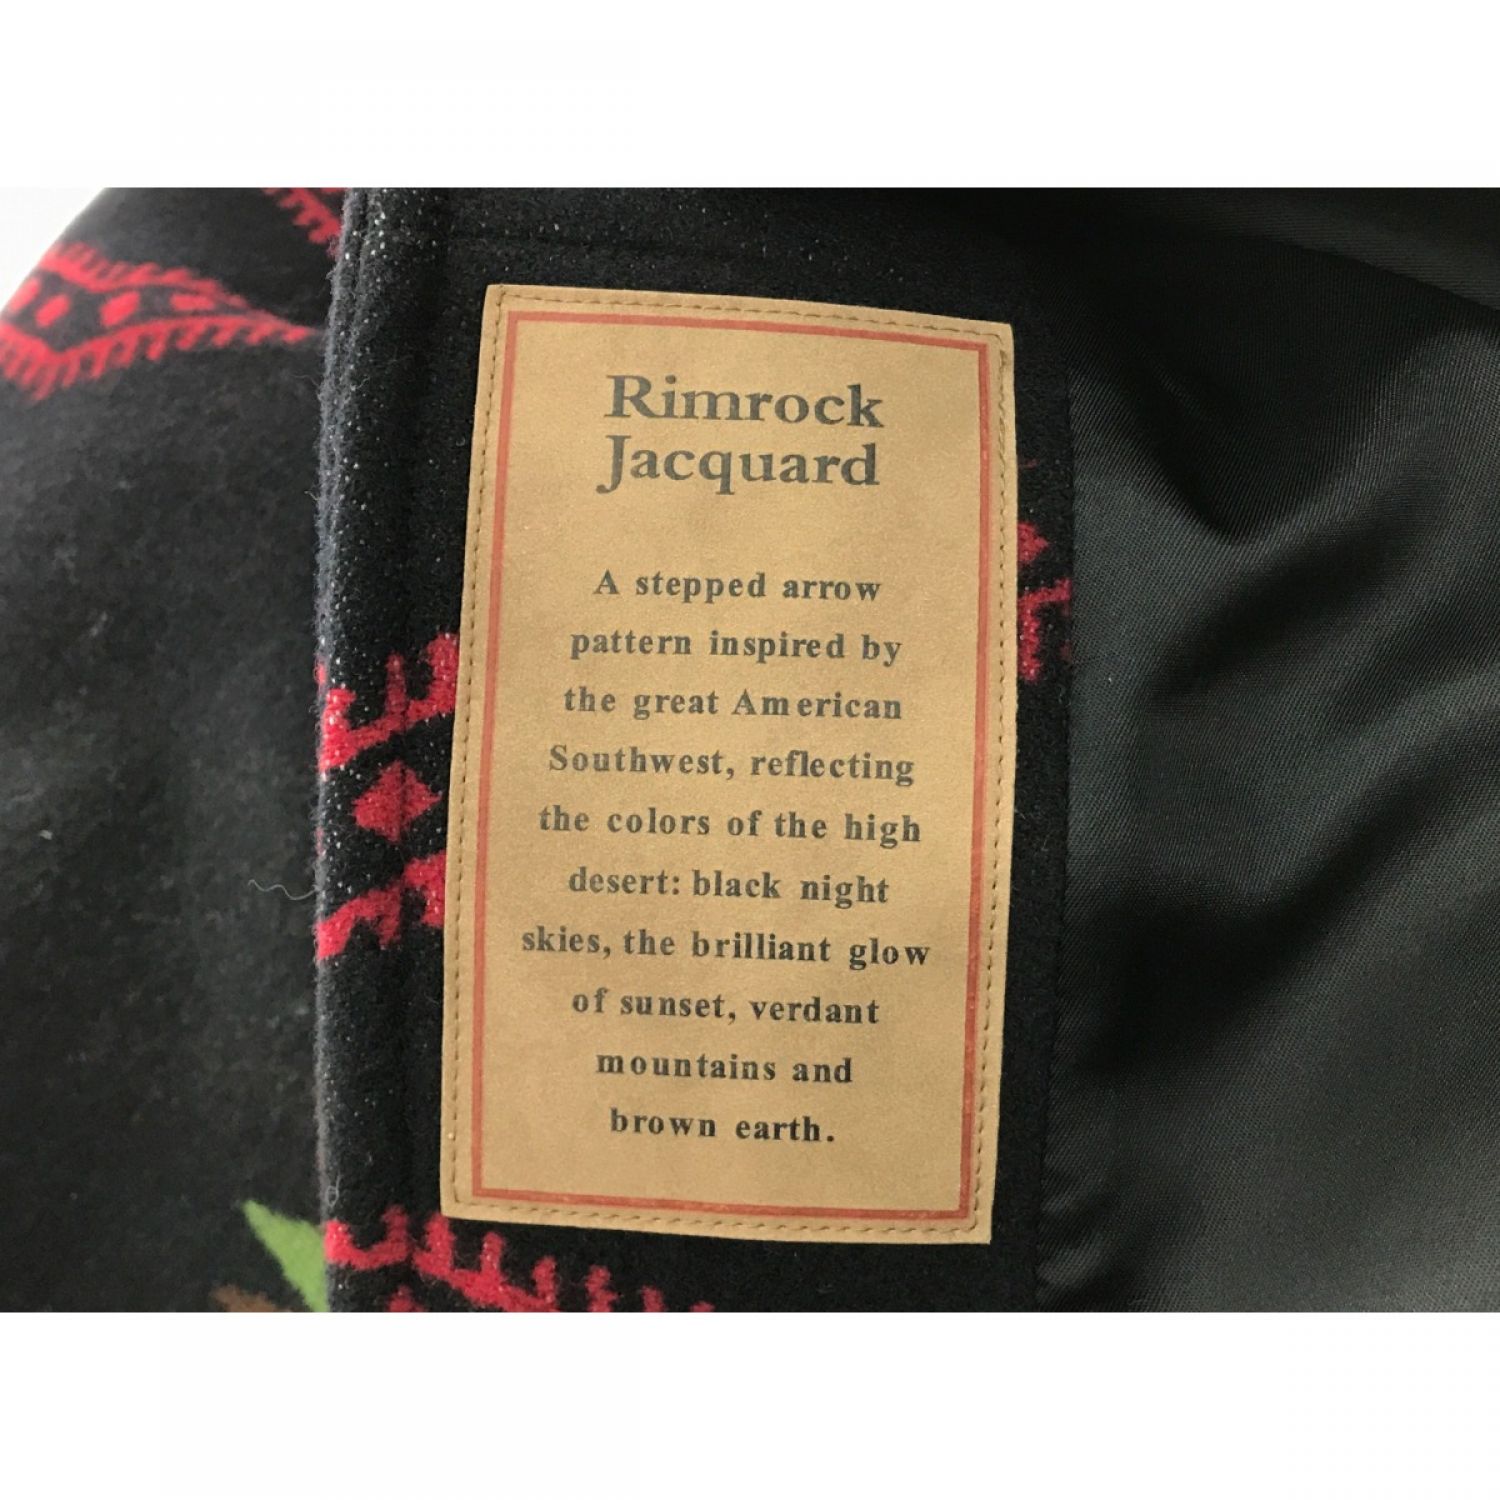 Rimrock
Jacquard
A stepped arrow
pattern inspired by
the great American
Southwest, reflecting
the colors of the high
desert: black night
skies, the brilliant glow
of sunset, verdant
mountains and
brown earth.